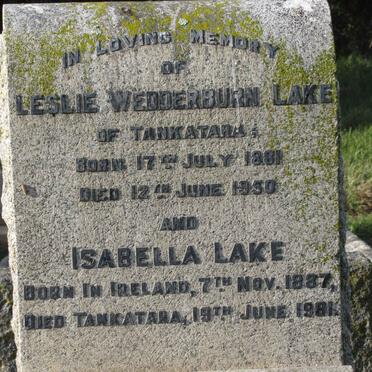 IN LOVING MEMORY
OF
LESLIE WEDDERBURN LAKE
OF TANKATARA:
BORN 17TH JULY 1881
DIED 12TH JUNE 1950
AND
ISABELLA LAKE
BORN IN IRELAND, 7TH NOV. 1887,
DIED TANKATARA, 19TH JUNE 1981.